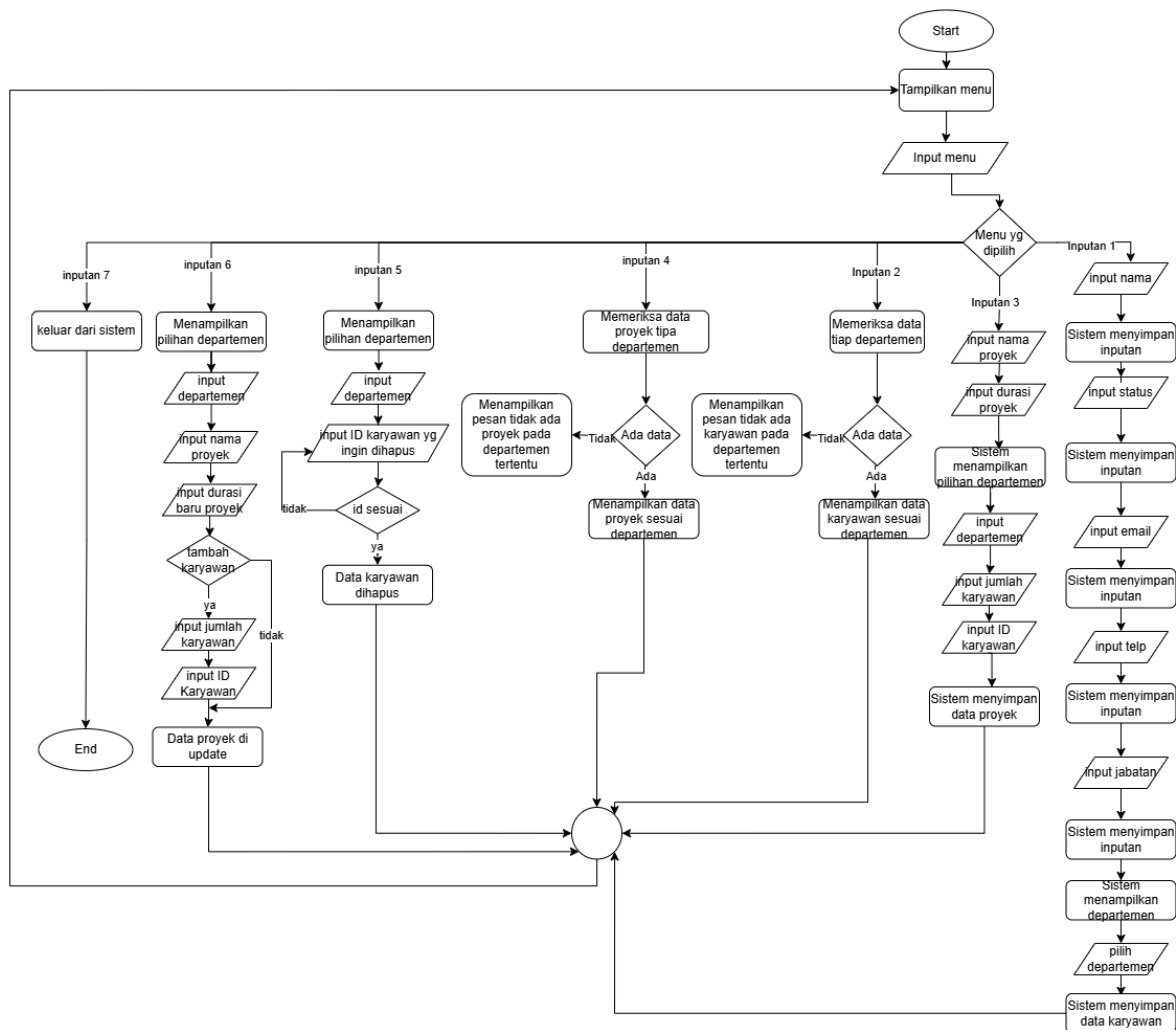 Start
Tampilkan menu
Input menu
Menu yg
dipilih
Inputan 1
input nama
Sistem menyimpan
inputan
input status
Sistem menyimpan
inputan
input email
Sistem menyimpan
inputan
input telp
Sistem menyimpan
inputan
input jabatan
Sistem menyimpan
inputan
Sistem
menampilkan
departemen
pilih
departemen
Sistem menyimpan
data karyawan
Inputan 3
input nama
proyek
input durasi
proyek
Sistem
menampilkan
pilihan departemen
input
departemen
input jumlah
karyawan
input ID
karyawan
Sistem menyimpan
data proyek
Inputan 2
Memeriksa data
tiap departemen
Ada data
Tidak
Menampilkan
pesan tidak ada
karyawan pada
departemen
tertentu
Ada
Menampilkan data
karyawan sesuai
departemen
inputan 4
Memeriksa data
proyek tipa
departemen
Ada data
Tidak
Menampilkan
pesan tidak ada
proyek pada
departemen
tertentu
Ada
Menampilkan data
proyek sesuai
departemen
inputan 5
Menampilkan
pilihan departemen
input
departemen
input ID karyawan yg
ingin dihapus
id sesuai
tidak
ya
Data karyawan
dihapus
inputan 6
Menampilkan
pilihan departemen
input
departemen
input nama
proyek
input durasi
baru proyek
tambah
karyawan
ya
tidak
input jumlah
karyawan
input ID
Karyawan
Data proyek di
update
inputan 7
keluar dari sistem
End